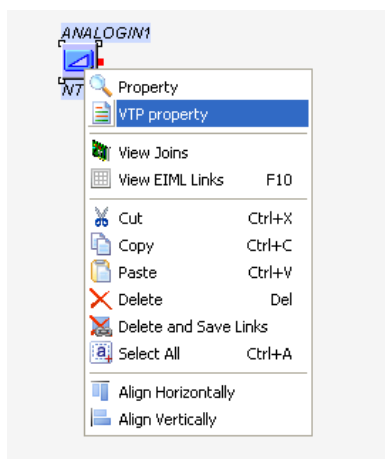 ANALOGIN1
NT
Property
VTP property
View Joins
View EIML Links F10
Cut Ctrl+X
Copy Ctrl+C
Paste Ctrl+V
Delete Del
Delete and Save Links
Select All Ctrl+A
Align Horizontally
Align Vertically